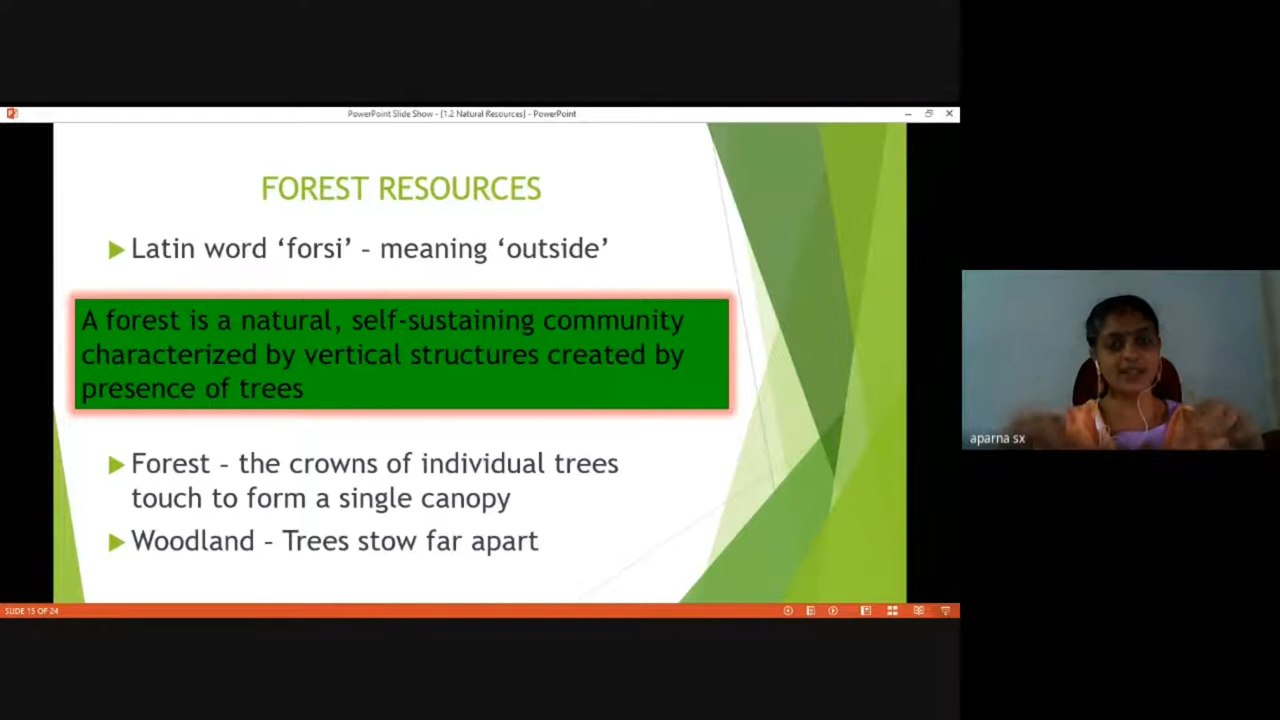 PowerPoint Slide Show - [1.2 Natural Resources] - PowerPoint
FOREST RESOURCES
Latin word ‘forsi’ – meaning ‘outside’
A forest is a natural, self-sustaining community
characterized by vertical structures created by
presence of trees
Forest – the crowns of individual trees
touch to form a single canopy
Woodland – Trees stow far apart
aparna sx
SLIDE 15 OF 24